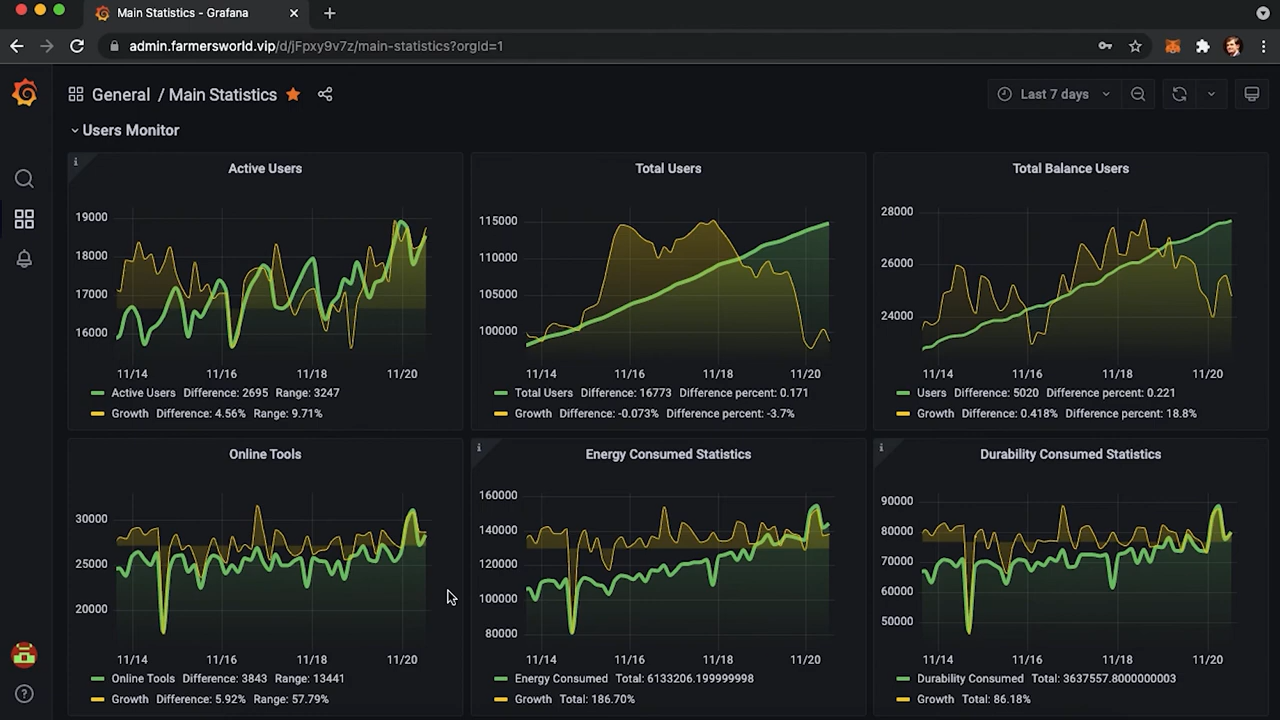 Main Statistics - Grafana
admin.farmersworld.vip/d/jFpxy9v7z/main-statistics?orgId=1
General / Main Statistics
Last 7 days
Users Monitor
Active Users
19000
18000
17000
16000
11/14 11/16 11/18 11/20
Active Users Difference: 2695 Range: 3247
Growth Difference: 4.56% Range: 9.71%
Total Users
115000
110000
105000
100000
11/14 11/16 11/18 11/20
Total Users Difference: 16773 Difference percent: 0.171
Growth Difference: -0.073% Difference percent: -3.7%
Total Balance Users
28000
26000
24000
11/14 11/16 11/18 11/20
Users Difference: 5020 Difference percent: 0.221
Growth Difference: 0.418% Difference percent: 18.8%
Online Tools
30000
25000
20000
11/14 11/16 11/18 11/20
Online Tools Difference: 3843 Range: 13441
Growth Difference: 5.92% Range: 57.79%
Energy Consumed Statistics
160000
140000
120000
100000
80000
11/14 11/16 11/18 11/20
Energy Consumed Total: 6133206.199999998
Growth Total: 186.70%
Durability Consumed Statistics
90000
80000
70000
60000
50000
11/14 11/16 11/18 11/20
Durability Consumed Total: 3637557.8000000003
Growth Total: 86.18%